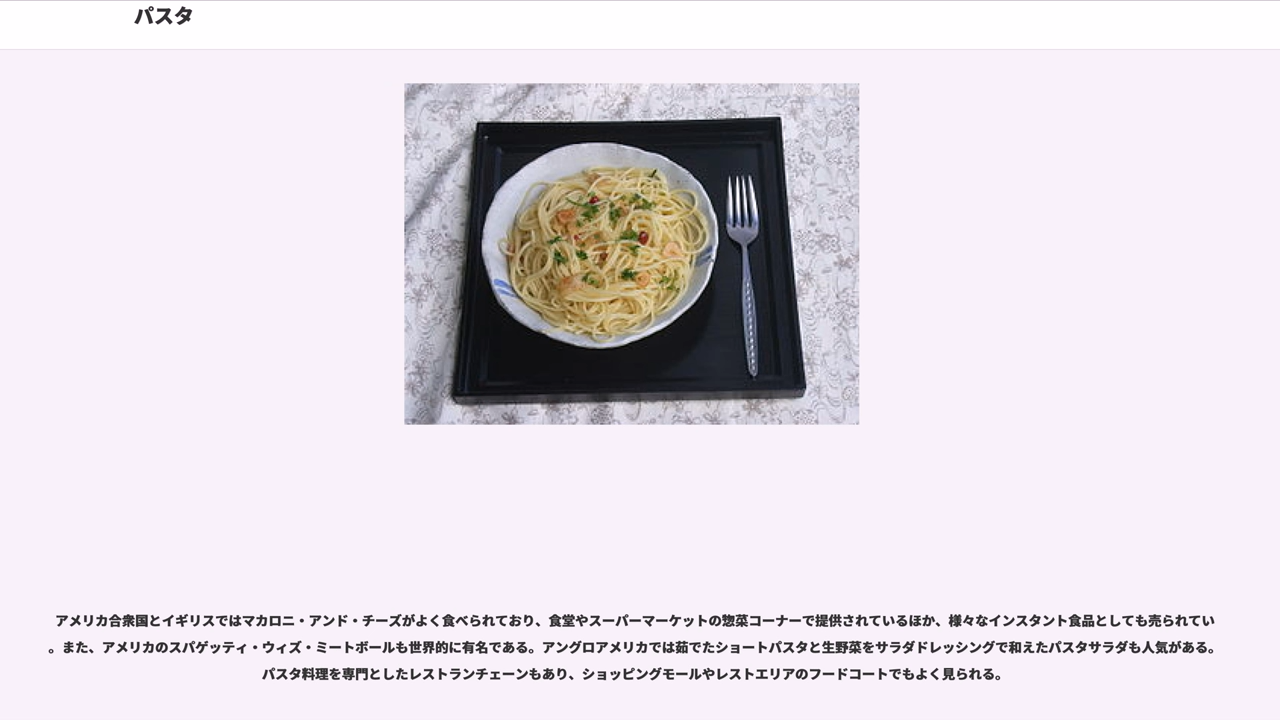 パスタ
アメリカ合衆国とイギリスではマカロニ・アンド・チーズがよく食べられており、食堂やスーパーマーケットの惣菜コーナーで提供されているほか、様々なインスタント食品としても売られてい
。また、アメリカのスパゲッティ・ウィズ・ミートボールも世界的に有名である。アングロアメリカでは茹でたショートパスタと生野菜をサラダドレッシングで和えたパスタサラダも人気がある。
パスタ料理を専門としたレストランチェーンもあり、ショッピングモールやレストエリアのフードコートでもよく見られる。